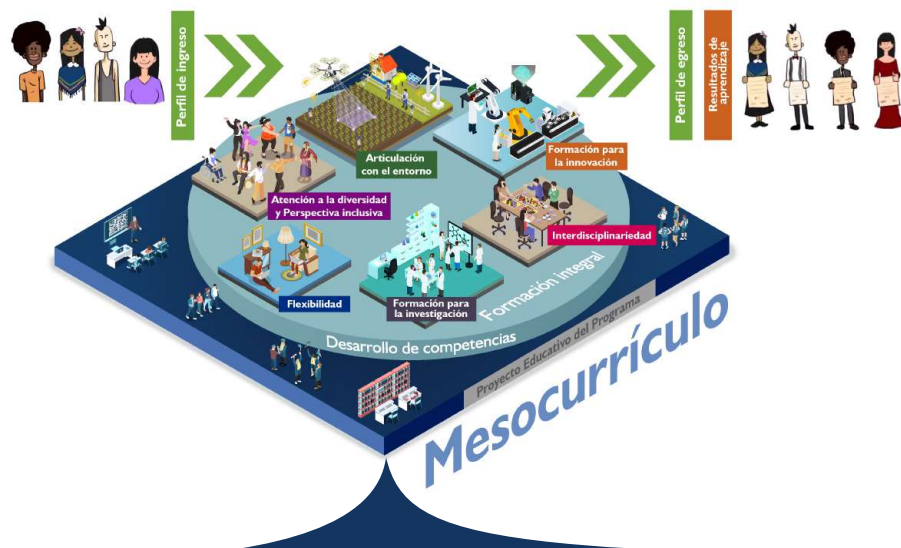 Perfil de ingreso
Perfil de egreso
Resultados de
aprendizaje
Articulación
con el entorno
Formación para
la innovación
Atención a la diversidad
y Perspectiva inclusiva
Interdisciplinariedad
Flexibilidad
Formación para
la investigación
Formación integral
Desarrollo de competencias
Proyecto Educativo del Programa
Mesocurrículo